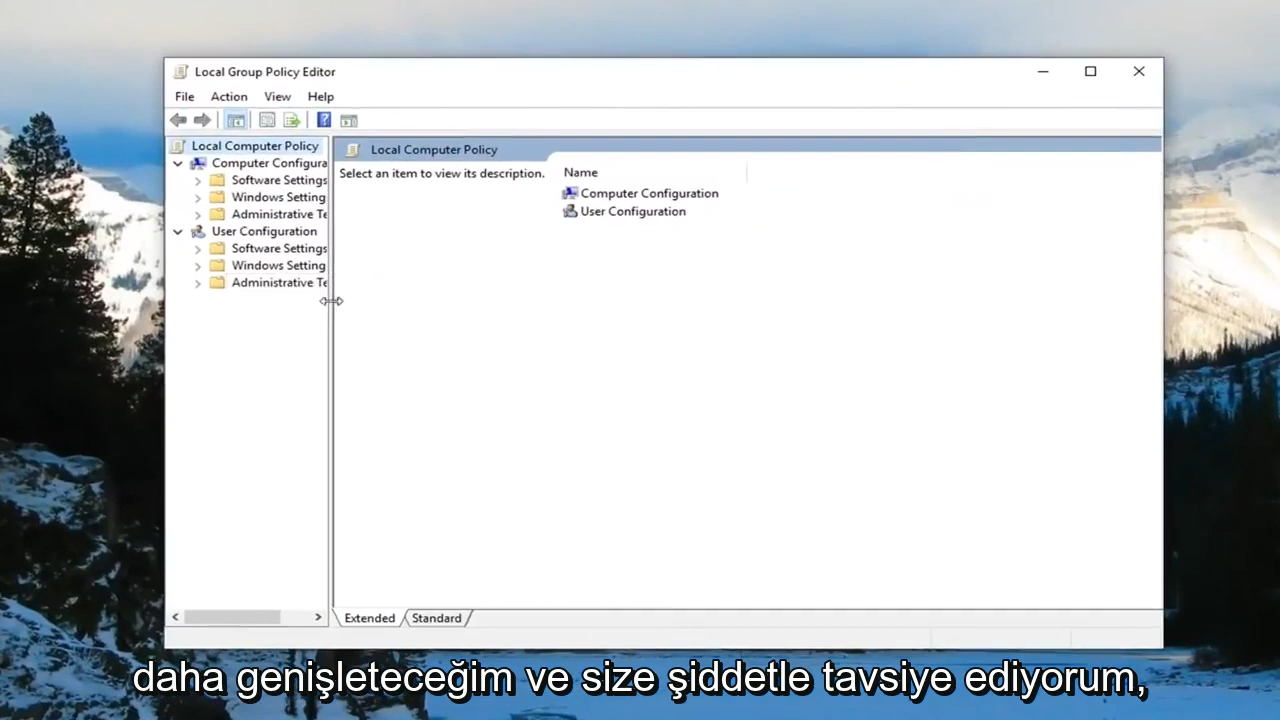 Local Group Policy Editor
File Action View Help
Local Computer Policy
Computer Configura
Software Settings
Windows Setting
Administrative Te
User Configuration
Software Settings
Windows Setting
Administrative Te
Local Computer Policy
Select an item to view its description.
Name
Computer Configuration
User Configuration
Extended Standard
daha genişleteceğim ve size şiddetle tavsiye ediyorum,